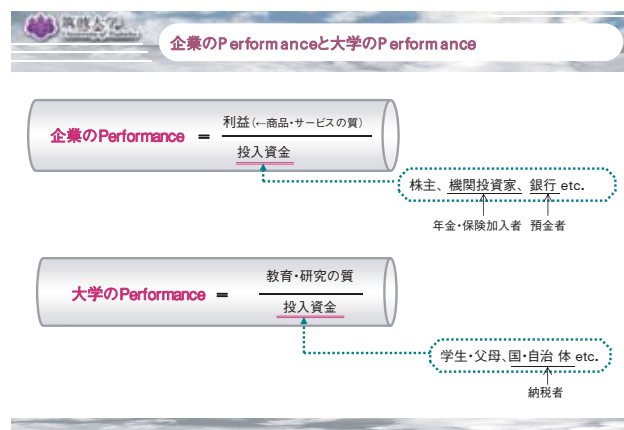 筑波大学
企業のPerformanceと大学のPerformance
利益(←商品・サービスの質)
企業のPerformance =
投入資金
株主、機関投資家、銀行 etc.
年金・保険加入者 預金者
教育・研究の質
大学のPerformance =
投入資金
学生・父母、国・自治 体 etc.
納税者